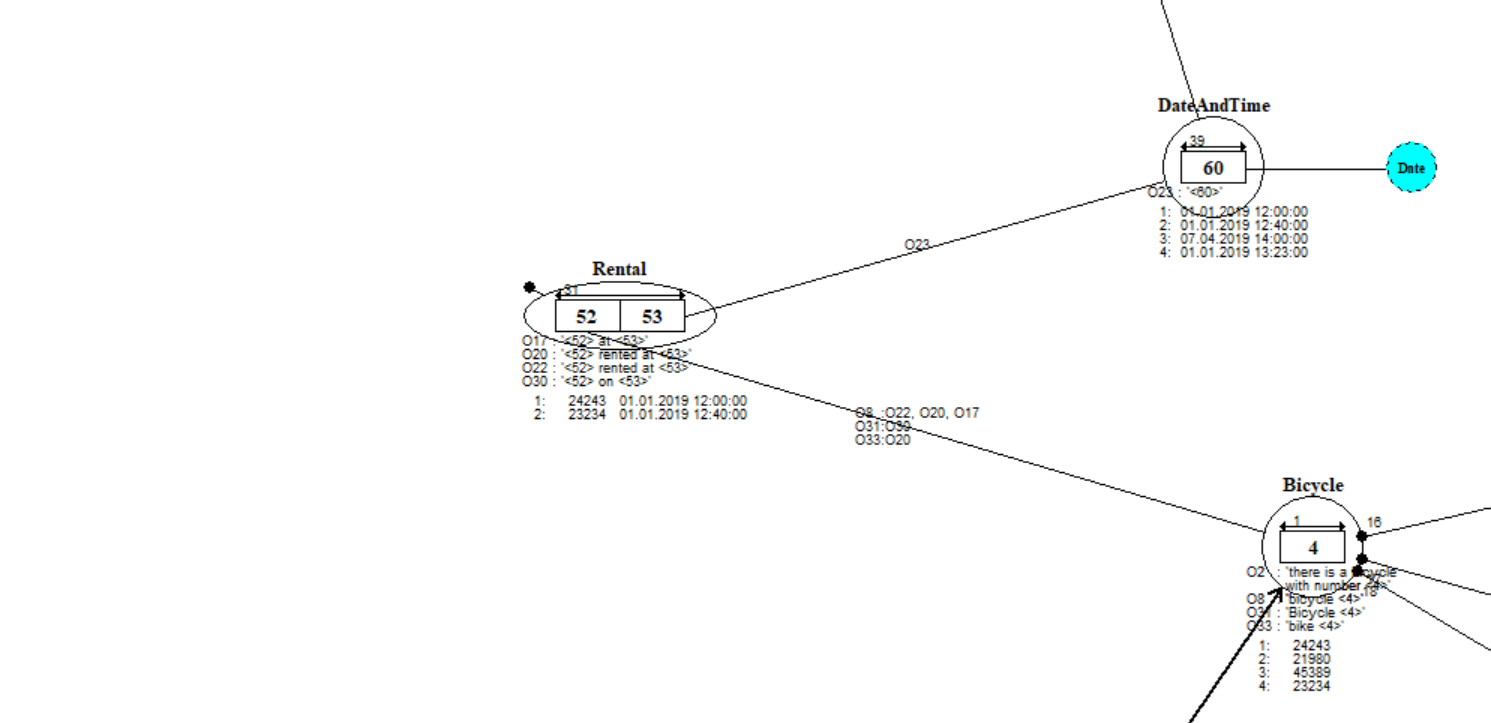 DateAndTime
39
60
Date
O23 : '<60>'
1: 01.01.2019 12:00:00
2: 01.01.2019 12:40:00
3: 07.04.2019 14:00:00
4: 01.01.2019 13:23:00
O23
Rental
31
52 53
O17 : '<52> at <53>'
O20 : '<52> rented at <53>'
O22 : '<52> rented at <53>'
O30 : '<52> on <53>'
1: 24243 01.01.2019 12:00:00
2: 23234 01.01.2019 12:40:00
O8 :O22, O20, O17
O31:O30
O33:O20
Bicycle
1
16
4
O2 : 'there is a bicycle
with number <4>'
18
O8 : 'bicycle <4>'
O31 : 'Bicycle <4>'
O33 : 'bike <4>'
1: 24243
2: 21980
3: 45389
4: 23234